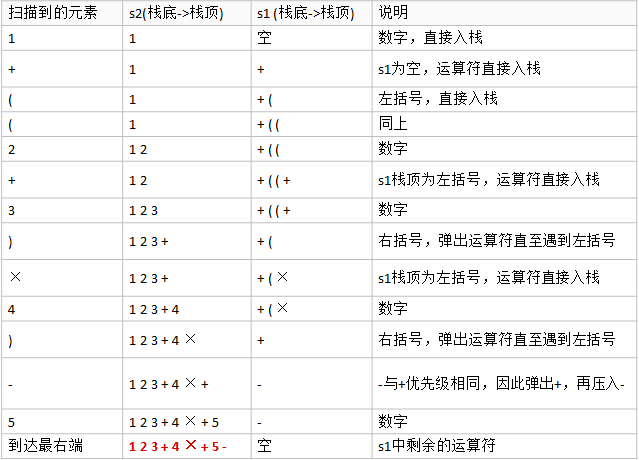 扫描到的元素 s2(栈底->栈顶) s1 (栈底->栈顶) 说明
1 1 空 数字，直接入栈
+ 1 + s1为空，运算符直接入栈
( 1 + ( 左括号，直接入栈
( 1 + ( ( 同上
2 1 2 + ( ( 数字
+ 1 2 + ( ( + s1栈顶为左括号，运算符直接入栈
3 1 2 3 + ( ( + 数字
) 1 2 3 + + ( 右括号，弹出运算符直至遇到左括号
× 1 2 3 + + ( × s1栈顶为左括号，运算符直接入栈
4 1 2 3 + 4 + ( × 数字
) 1 2 3 + 4 × + 右括号，弹出运算符直至遇到左括号
- 1 2 3 + 4 × + - -与+优先级相同，因此弹出+，再压入-
5 1 2 3 + 4 × + 5 - 数字
到达最右端 1 2 3 + 4 × + 5 - 空 s1中剩余的运算符